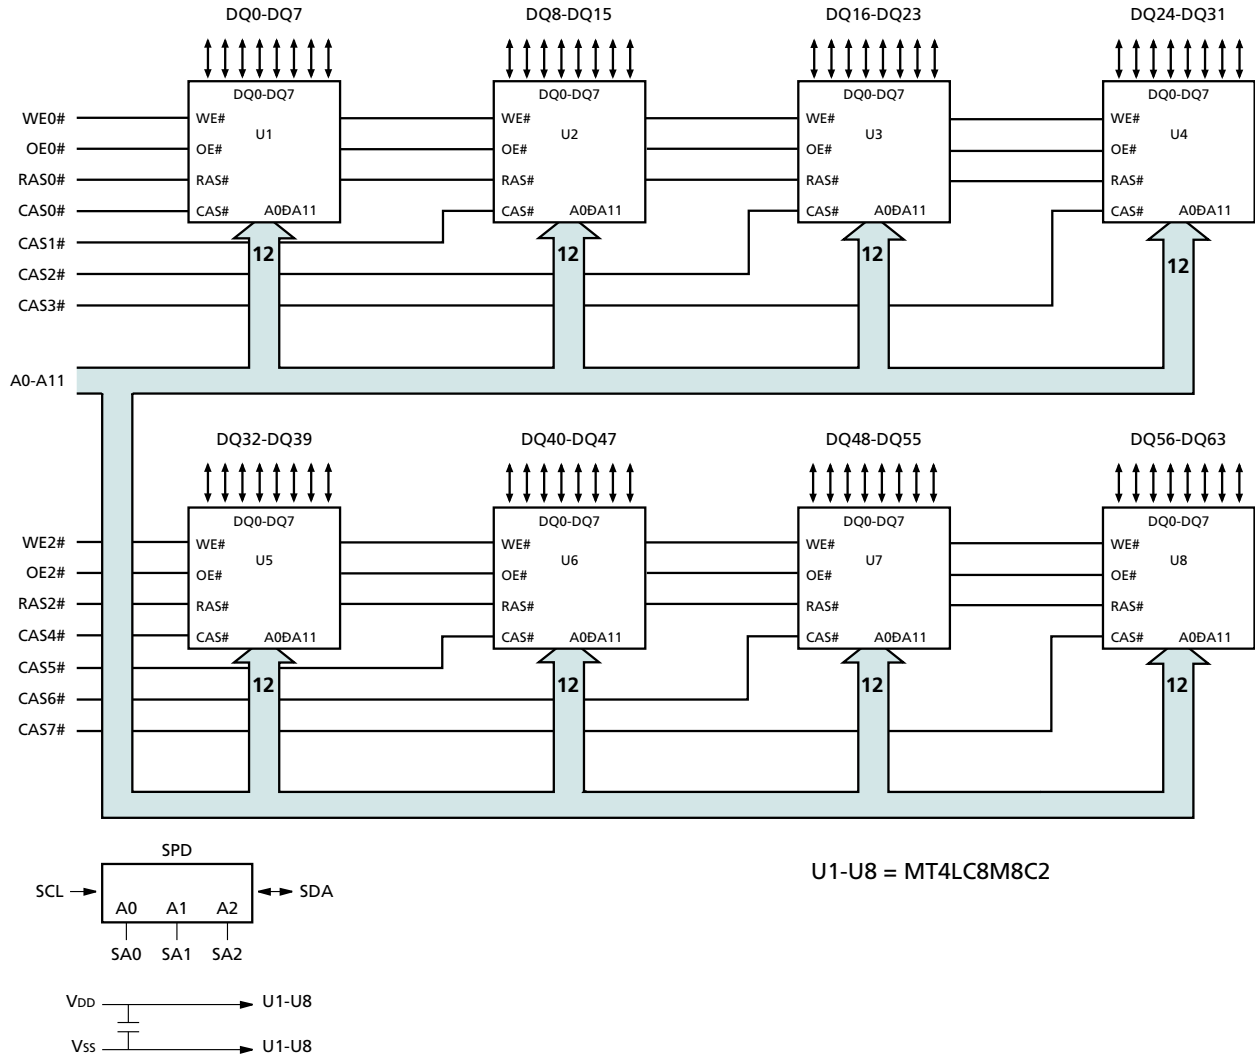 DQ0-DQ7 DQ8-DQ15 DQ16-DQ23 DQ24-DQ31
DQ0-DQ7 DQ0-DQ7 DQ0-DQ7 DQ0-DQ7
WE0# WE# WE# WE# WE#
U1 U2 U3 U4
OE0# OE# OE# OE# OE#
RAS0# RAS# RAS# RAS# RAS#
CAS0# CAS# A0ÐA11 CAS# A0ÐA11 CAS# A0ÐA11 CAS# A0ÐA11
CAS1#
12 12 12 12
CAS2#
CAS3#
A0-A11
DQ32-DQ39 DQ40-DQ47 DQ48-DQ55 DQ56-DQ63
DQ0-DQ7 DQ0-DQ7 DQ0-DQ7 DQ0-DQ7
WE2# WE# WE# WE# WE#
U5 U6 U7 U8
OE2# OE# OE# OE# OE#
RAS2# RAS# RAS# RAS# RAS#
CAS4# CAS# A0ÐA11 CAS# A0ÐA11 CAS# A0ÐA11 CAS# A0ÐA11
CAS5#
12 12 12 12
CAS6#
CAS7#
SPD
U1-U8 = MT4LC8M8C2
SCL SDA
A0 A1 A2
SA0 SA1 SA2
VDD U1-U8
VSS U1-U8